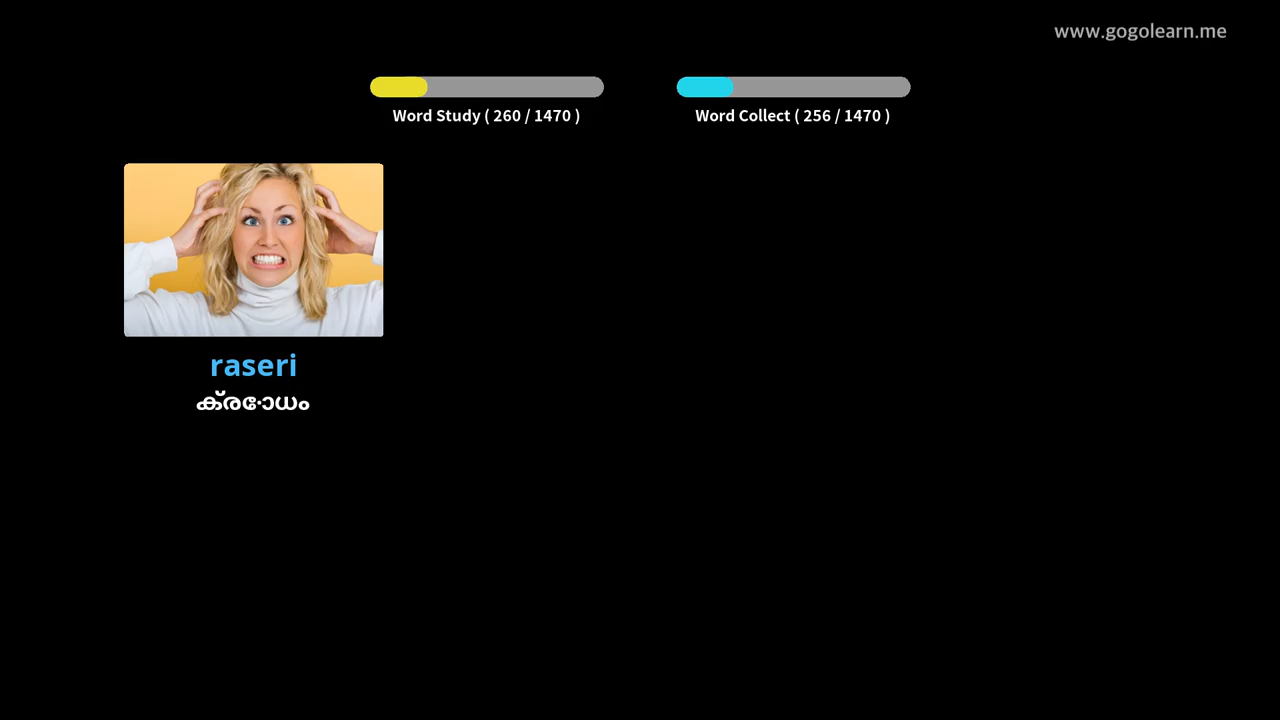 www.gogolearn.me
Word Study ( 260 / 1470 )
Word Collect ( 256 / 1470 )
raseri
ക്രോധം